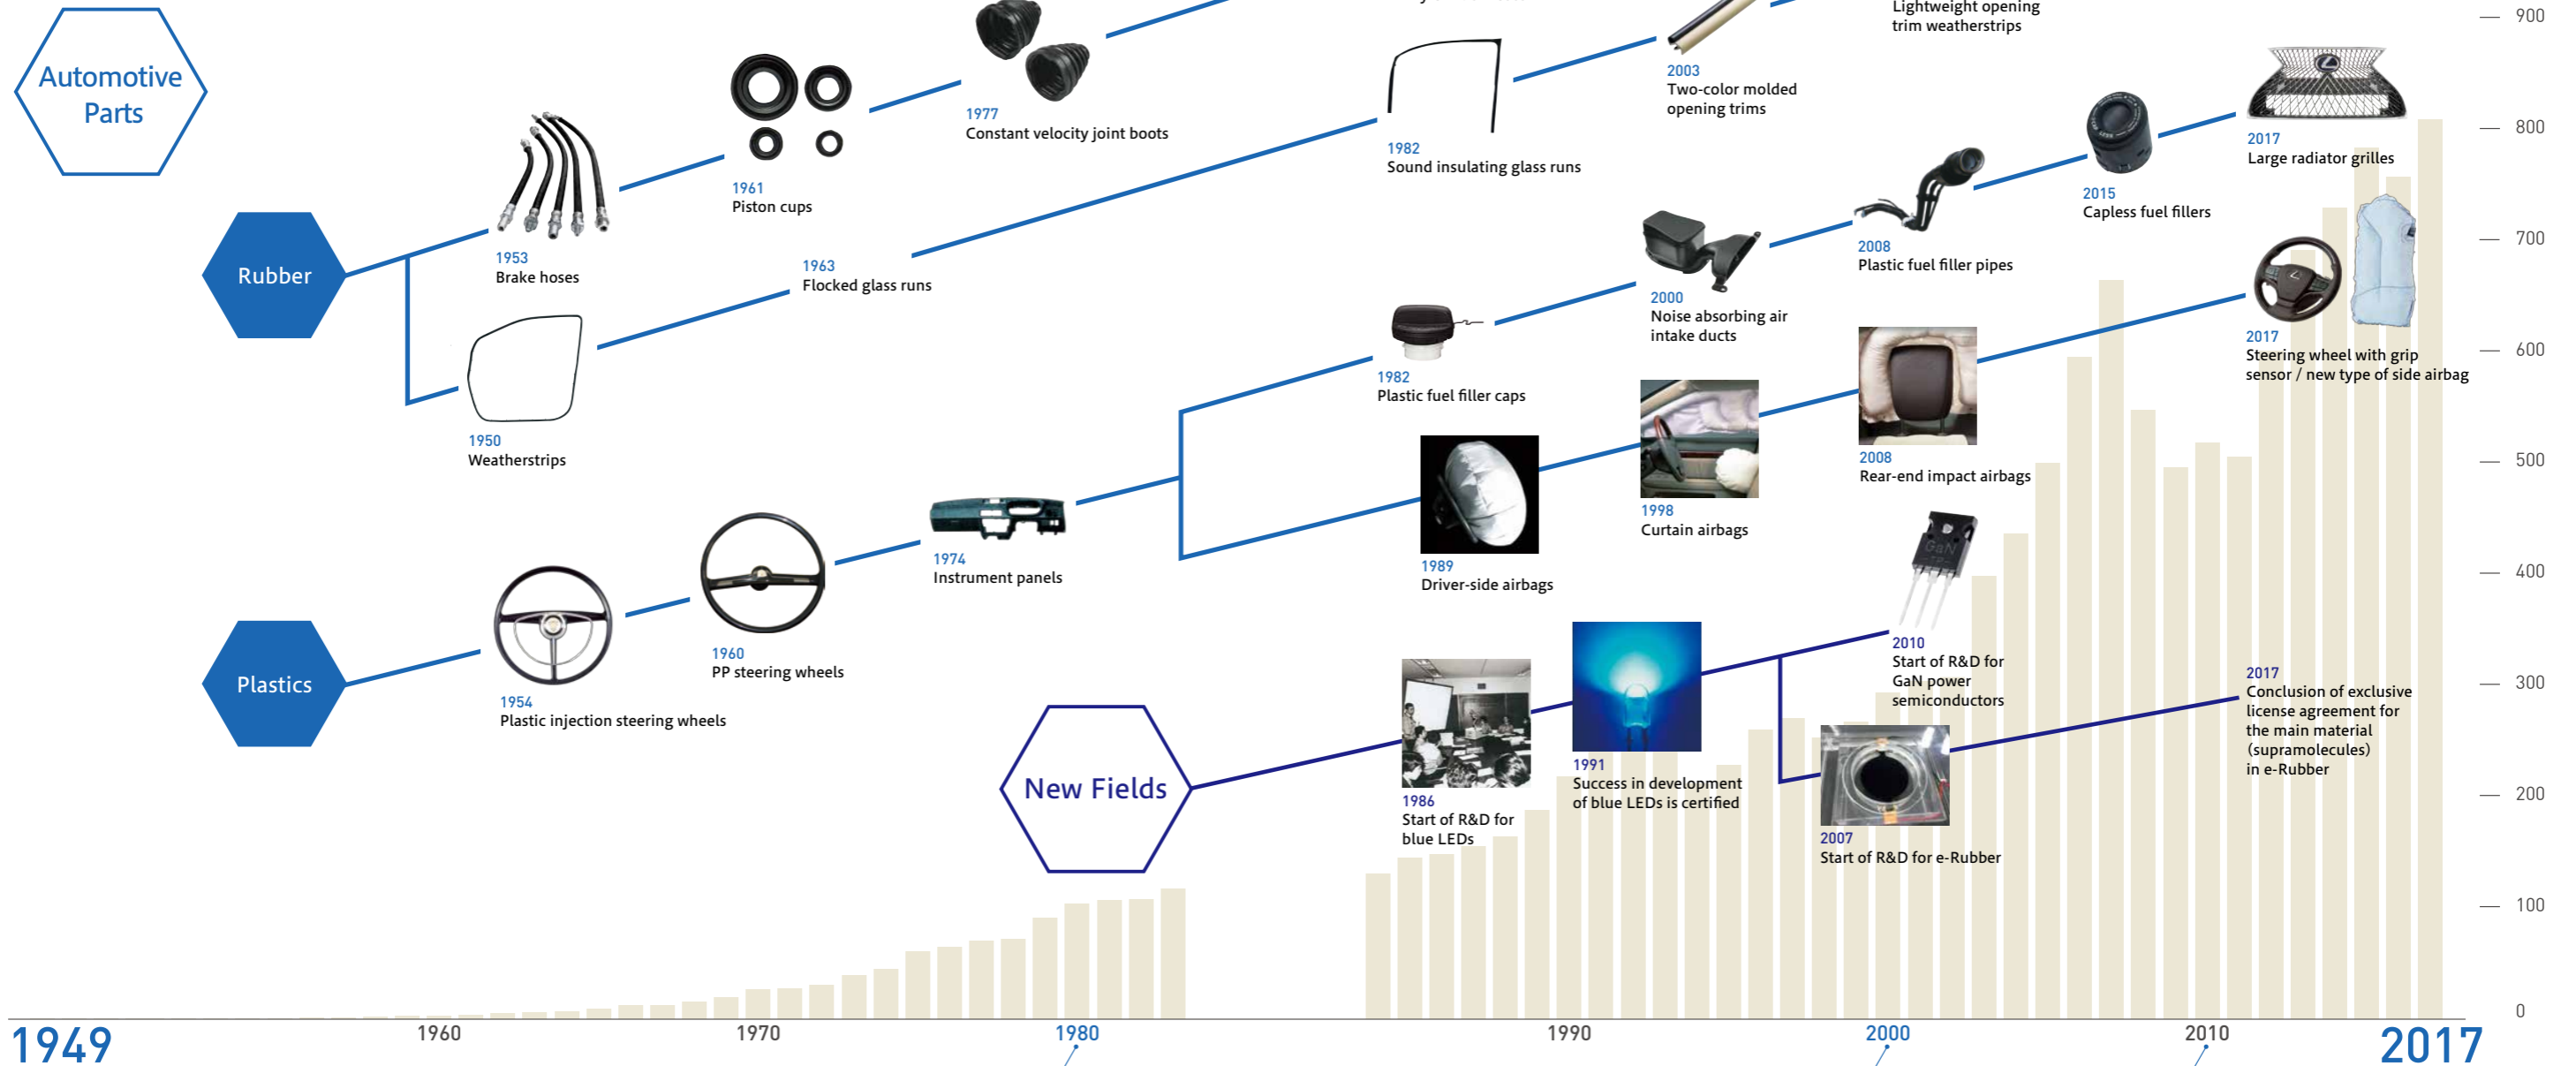 Automotive
Parts
Rubber
Plastics
New Fields
1953
Brake hoses
1961
Piston cups
1977
Constant velocity joint boots
1950
Weatherstrips
1963
Flocked glass runs
1982
Sound insulating glass runs
2003
Two-color molded
opening trims
Lightweight opening
trim weatherstrips
1954
Plastic injection steering wheels
1960
PP steering wheels
1974
Instrument panels
1982
Plastic fuel filler caps
2000
Noise absorbing air
intake ducts
2008
Plastic fuel filler pipes
2015
Capless fuel fillers
2017
Large radiator grilles
1989
Driver-side airbags
1998
Curtain airbags
2008
Rear-end impact airbags
2017
Steering wheel with grip
sensor / new type of side airbag
1986
Start of R&D for
blue LEDs
1991
Success in development
of blue LEDs is certified
GaN
2010
Start of R&D for
GaN power
semiconductors
2007
Start of R&D for e-Rubber
2017
Conclusion of exclusive
license agreement for
the main material
(supramolecules)
in e-Rubber
900
800
700
600
500
400
300
200
100
0
1949
1960
1970
1980
1990
2000
2010
2017